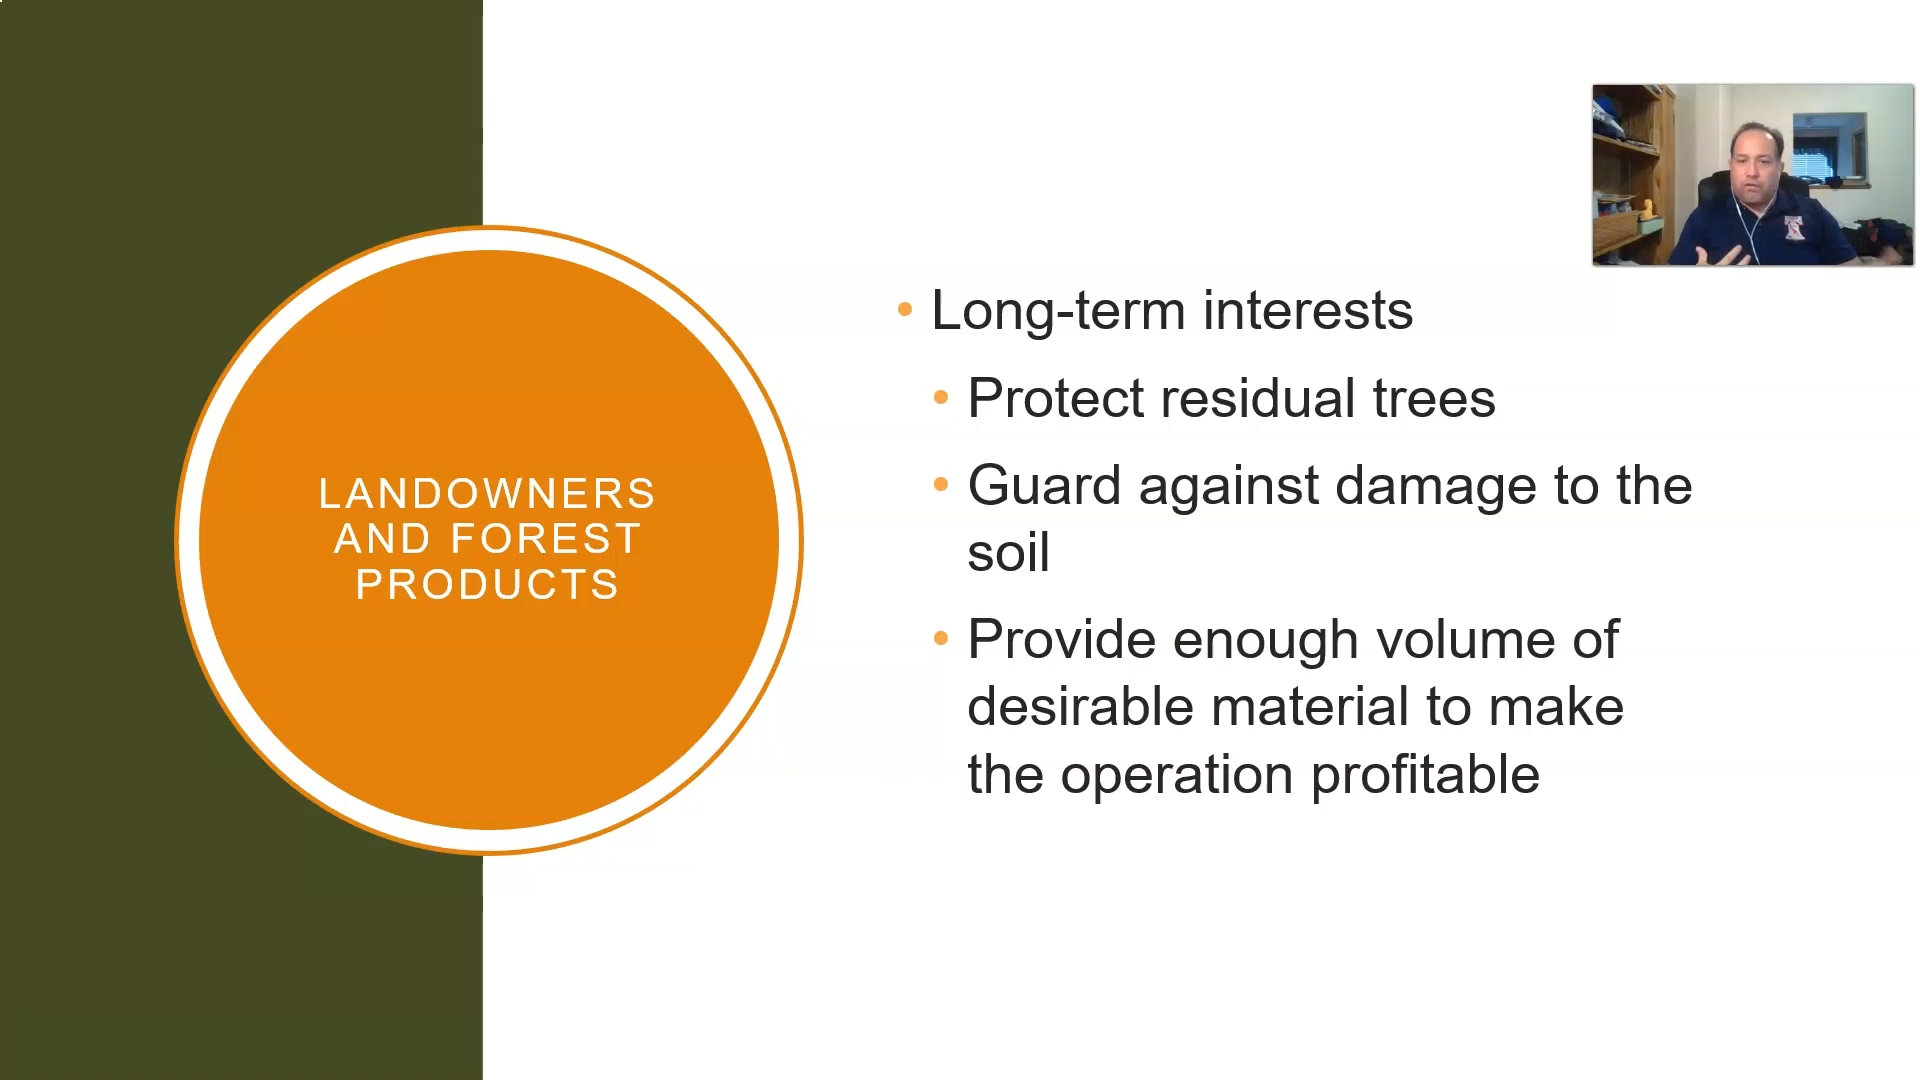 LANDOWNERS
AND FOREST
PRODUCTS
• Long-term interests
• Protect residual trees
• Guard against damage to the
soil
• Provide enough volume of
desirable material to make
the operation profitable